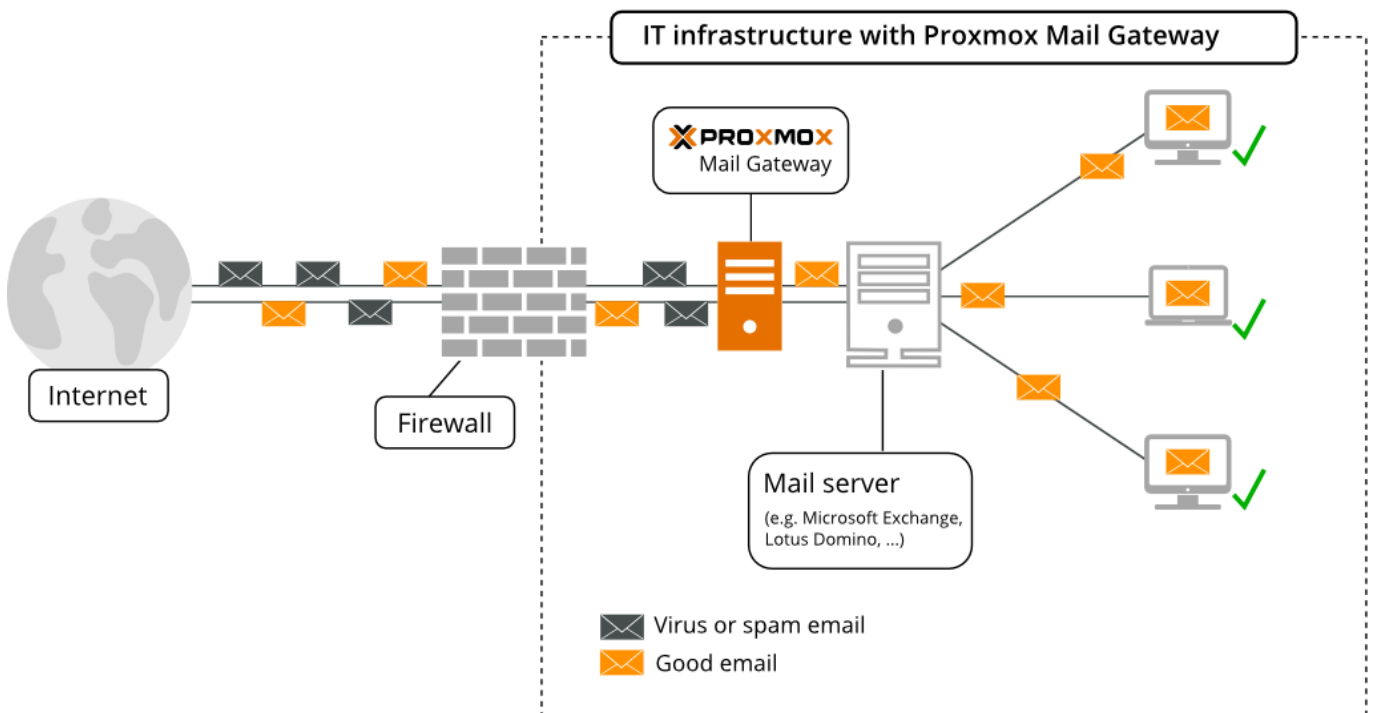 IT infrastructure with Proxmox Mail Gateway
PROXMOX
Mail Gateway
Internet
Firewall
Mail server
(e.g. Microsoft Exchange,
Lotus Domino, ...)
Virus or spam email
Good email